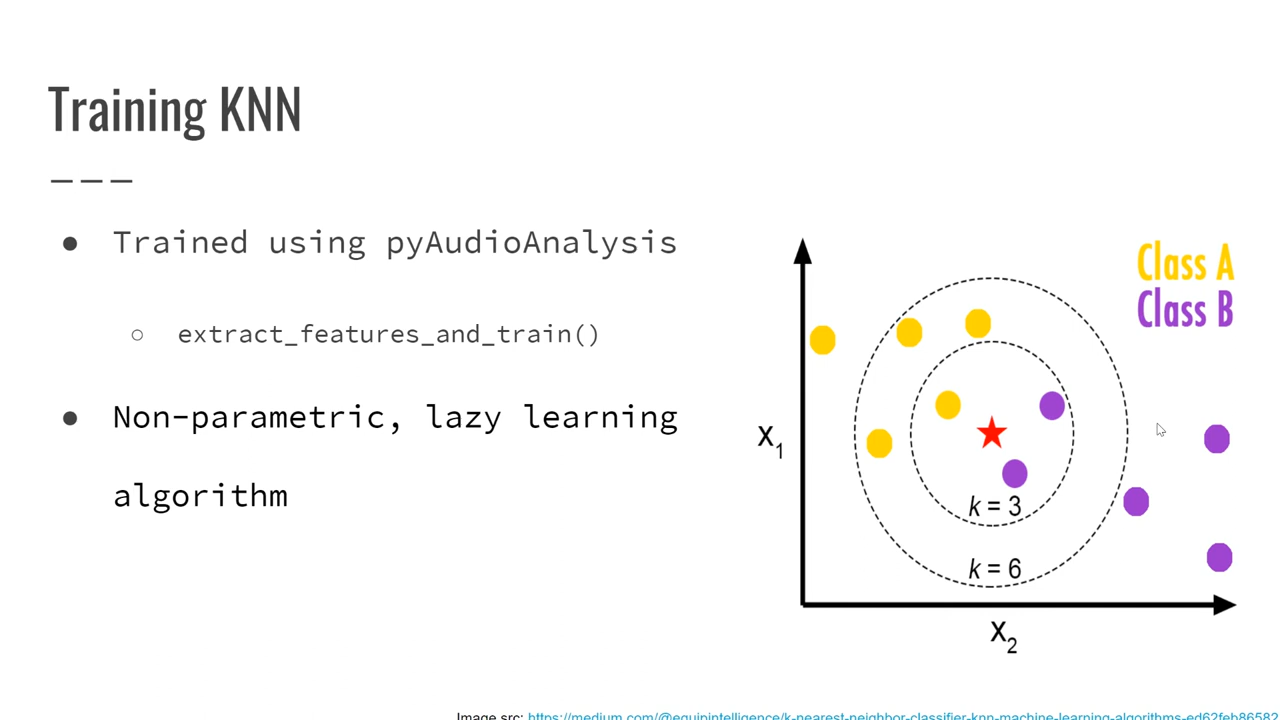 Training KNN
● Trained using pyAudioAnalysis
○ extract_features_and_train()
● Non-parametric, lazy learning
algorithm
Class A
Class B
x1
k = 3
k = 6
x2
Image src: https://medium.com/@equipintelligence/k-nearest-neighbor-classifier-knn-machine-learning-algorithms-ed62feb86582